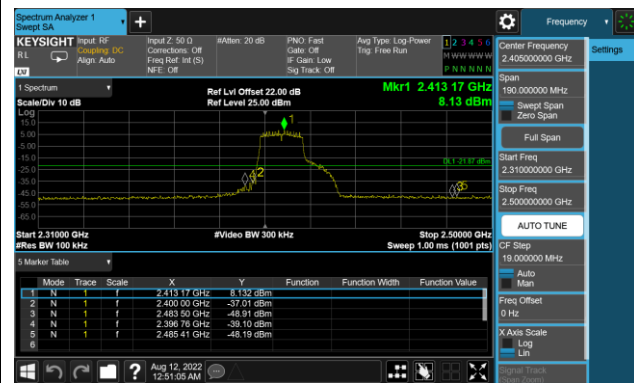 Spectrum Analyzer 1
Swept SA
Frequency
KEYSIGHT
RL
LXI
Input: RF
Coupling: DC
Align: Auto
Input Z: 50 Ω
Corrections: Off
Freq Ref: Int (S)
NFE: Off
#Atten: 20 dB
PNO: Fast
Gate: Off
IF Gain: Low
Sig Track: Off
Avg Type: Log-Power
Trig: Free Run
1 2 3 4 5 6
M W W W W W
P N N N N N
1 Spectrum
Scale/Div 10 dB
Ref Lvl Offset 22.00 dB
Ref Level 25.00 dBm
Mkr1 2.413 17 GHz
8.13 dBm
Log
15.0
5.00
-5.00
-15.0
-25.0
-35.0
-45.0
-55.0
-65.0
1
2
5
DL1 -21.87 dBm
Start 2.31000 GHz
#Res BW 100 kHz
#Video BW 300 kHz
Stop 2.50000 GHz
Sweep 1.00 ms (1001 pts)
5 Marker Table
Mode Trace Scale X Y Function Function Width Function Value
1 N 1 f 2.413 17 GHz 8.132 dBm
2 N 1 f 2.400 00 GHz -37.01 dBm
3 N 1 f 2.483 50 GHz -48.91 dBm
4 N 1 f 2.396 76 GHz -39.10 dBm
5 N 1 f 2.485 41 GHz -48.19 dBm
6
?
Aug 12, 2022
12:51:05 AM
Center Frequency
2.405000000 GHz
Settings
Span
190.000000 MHz
Swept Span
Zero Span
Full Span
Start Freq
2.310000000 GHz
Stop Freq
2.500000000 GHz
AUTO TUNE
CF Step
19.000000 MHz
Auto
Man
Freq Offset
0 Hz
X Axis Scale
Log
Lin
Signal Track
(Span Zoom)